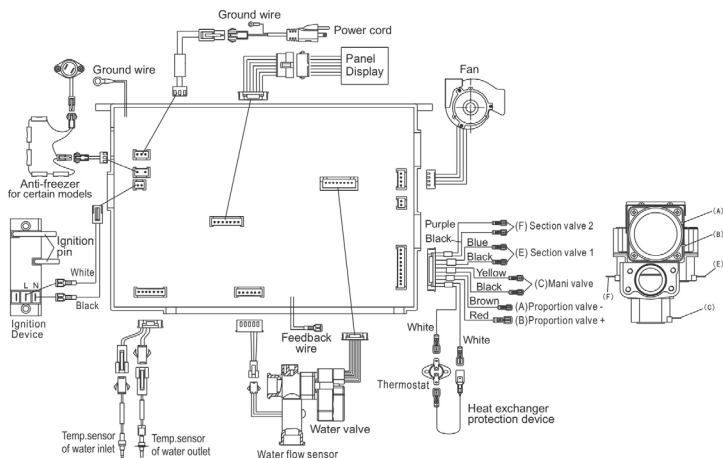 Ground wire
Power cord
Ground wire
Panel
Display
Fan
Anti-freezer
for certain models
Ignition
pin
White
L N
Black
Ignition
Device
Purple
Black
(F) Section valve 2
Blue
(E) Section valve 1
Black
Yellow
(C)Mani valve
Black
Brown
(A) Proportion valve -
Red
(B) Proportion valve +
White
White
Thermostat
Heat exchanger
protection device
Feedback
wire
Water valve
Water flow sensor
Temp.sensor
of water inlet
Temp.sensor
of water outlet
(A)
(B)
(E)
(F)
(C)